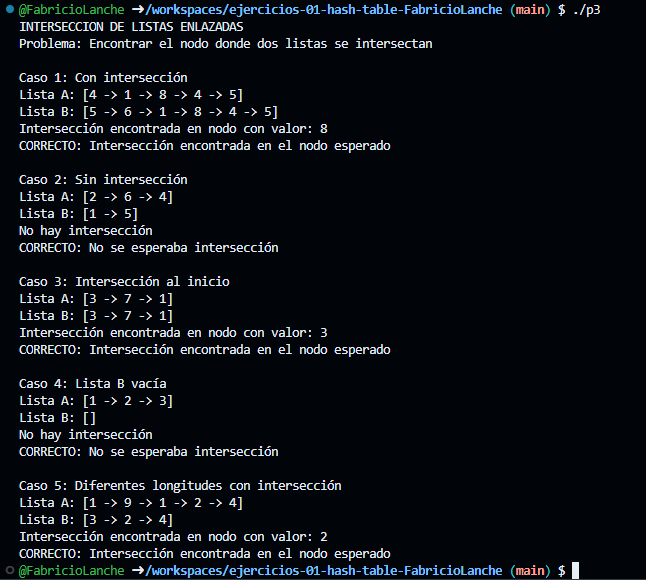 @FabricioLanche ➜/workspaces/ejercicios-01-hash-table-FabricioLanche (main) $ ./p3
INTERSECCION DE LISTAS ENLAZADAS
Problema: Encontrar el nodo donde dos listas se intersectan
Caso 1: Con intersección
Lista A: [4 -> 1 -> 8 -> 4 -> 5]
Lista B: [5 -> 6 -> 1 -> 8 -> 4 -> 5]
Intersección encontrada en nodo con valor: 8
CORRECTO: Intersección encontrada en el nodo esperado
Caso 2: Sin intersección
Lista A: [2 -> 6 -> 4]
Lista B: [1 -> 5]
No hay intersección
CORRECTO: No se esperaba intersección
Caso 3: Intersección al inicio
Lista A: [3 -> 7 -> 1]
Lista B: [3 -> 7 -> 1]
Intersección encontrada en nodo con valor: 3
CORRECTO: Intersección encontrada en el nodo esperado
Caso 4: Lista B vacía
Lista A: [1 -> 2 -> 3]
Lista B: []
No hay intersección
CORRECTO: No se esperaba intersección
Caso 5: Diferentes longitudes con intersección
Lista A: [1 -> 9 -> 1 -> 2 -> 4]
Lista B: [3 -> 2 -> 4]
Intersección encontrada en nodo con valor: 2
CORRECTO: Intersección encontrada en el nodo esperado
@FabricioLanche ➜/workspaces/ejercicios-01-hash-table-FabricioLanche (main) $